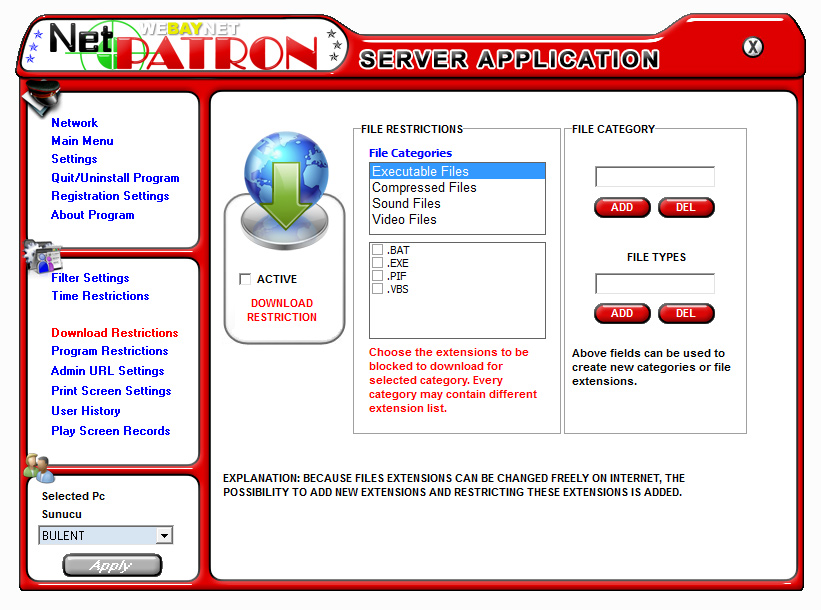 WEBAYNET
Net PATRON
SERVER APPLICATION
X
Network
Main Menu
Settings
Quit/Uninstall Program
Registration Settings
About Program
Filter Settings
Time Restrictions
Download Restrictions
Program Restrictions
Admin URL Settings
Print Screen Settings
User History
Play Screen Records
Selected Pc
Sunucu
BULENT
Apply
ACTIVE
DOWNLOAD
RESTRICTION
FILE RESTRICTIONS
File Categories
Executable Files
Compressed Files
Sound Files
Video Files
.BAT
.EXE
.PIF
.VBS
Choose the extensions to be
blocked to download for
selected category. Every
category may contain different
extension list.
FILE CATEGORY
ADD DEL
FILE TYPES
ADD DEL
Above fields can be used to
create new categories or file
extensions.
EXPLANATION: BECAUSE FILES EXTENSIONS CAN BE CHANGED FREELY ON INTERNET, THE
POSSIBILITY TO ADD NEW EXTENSIONS AND RESTRICTING THESE EXTENSIONS IS ADDED.